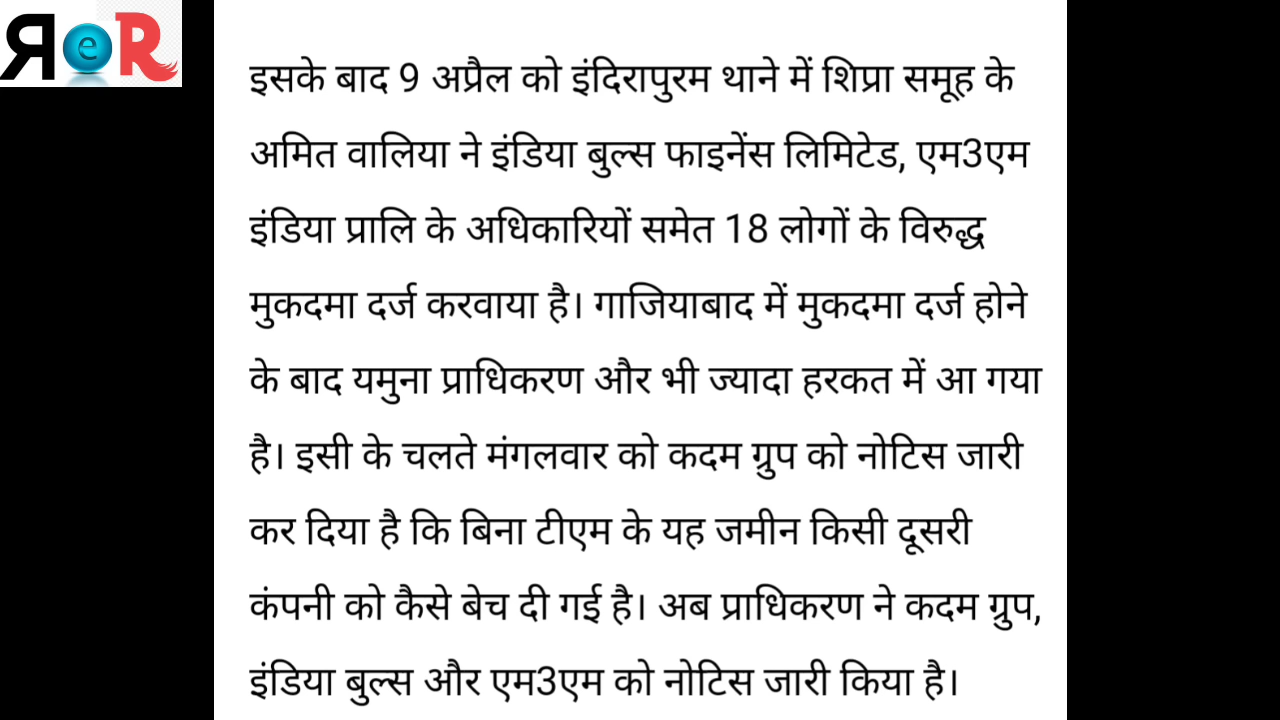 ЯeR
इसके बाद 9 अप्रैल को इंदिरापुरम थाने में शिप्रा समूह के
अमित वालिया ने इंडिया बुल्स फाइनेंस लिमिटेड, एम3एम
इंडिया प्रालि के अधिकारियों समेत 18 लोगों के विरुद्ध
मुकदमा दर्ज करवाया है। गाजियाबाद में मुकदमा दर्ज होने
के बाद यमुना प्राधिकरण और भी ज्यादा हरकत में आ गया
है। इसी के चलते मंगलवार को कदम ग्रुप को नोटिस जारी
कर दिया है कि बिना टीएम के यह जमीन किसी दूसरी
कंपनी को कैसे बेच दी गई है। अब प्राधिकरण ने कदम ग्रुप,
इंडिया बुल्स और एम3एम को नोटिस जारी किया है।